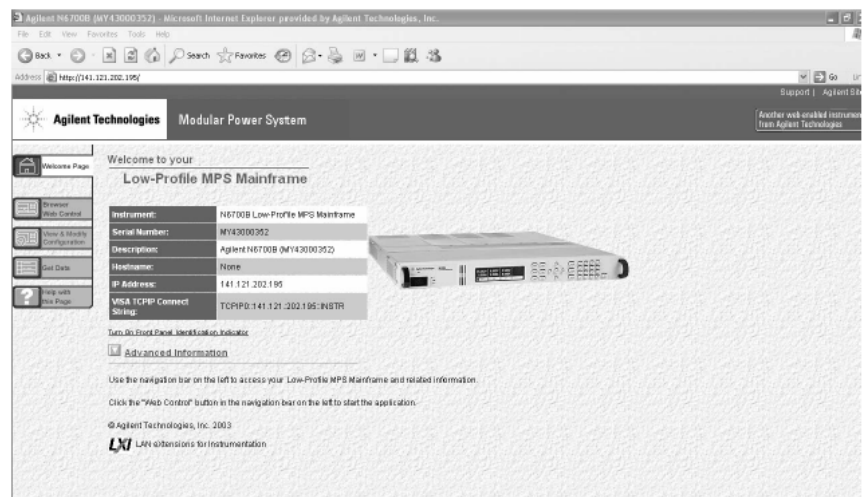 Agilent N6700B (MY43000352) - Microsoft Internet Explorer provided by Agilent Technologies, Inc.
File Edit View Favorites Tools Help
Back Search Favorites
Address http://141.121.202.195/ Go
Support | Agilent Site
Agilent Technologies Modular Power System
Another web-enabled instrumen
from Agilent Technologies
Welcome Page
Browser
Web Control
View & Modify
Configuration
Get Data
Help with
this Page
Welcome to your
Low-Profile MPS Mainframe
Instrument: N6700B Low-Profile MPS Mainframe
Serial Number: MY43000352
Description: Agilent N6700B (MY43000352)
Hostname: None
IP Address: 141.121.202.195
VISA TCPIP Connect
String: TCPIP0::141.121.202.195::INSTR
Turn On Front Panel Identification Indicator
Advanced Information
Use the navigation bar on the left to access your Low-Profile MPS Mainframe and related information.
Click the "Web Control" button in the navigation bar on the left to start the application.
© Agilent Technologies, Inc. 2003
LXI LAN eXtensions for Instrumentation